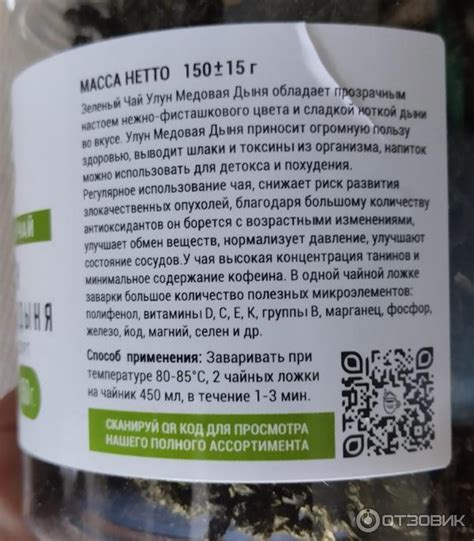 МАССА НЕТТО 150±15 г
Зеленый Чай Улун Медовая Дыня обладает прозрачным
настоем нежно-фисташкового цвета и сладкой ноткой дыни
во вкусе. Улун Медовая Дыня приносит огромную пользу
здоровью, выводит шлаки и токсины из организма, напиток
можно использовать для детокса и похудения.
Регулярное использование чая, снижает риск развития
злокачественных опухолей, благодаря большому количеству
антиоксидантов он борется с возрастными изменениями,
улучшает обмен веществ, нормализует давление, улучшают
состояние сосудов.У чая высокая концентрация танинов и
минимальное содержание кофеина. В одной чайной ложке
заварки большое количество полезных микроэлементов:
полифенол, витамины D, C, E, K, группы B, марганец, фосфор,
железо, йод, магний, селен и др.
Способ применения: Заваривать при
температуре 80-85°C, 2 чайных ложки
на чайник 450 мл, в течение 1-3 мин.
СКАНИРУЙ QR КОД ДЛЯ ПРОСМОТРА
НАШЕГО ПОЛНОГО АССОРТИМЕНТА
ЧАЙ
ЫНЯ
ОТЗОВИК